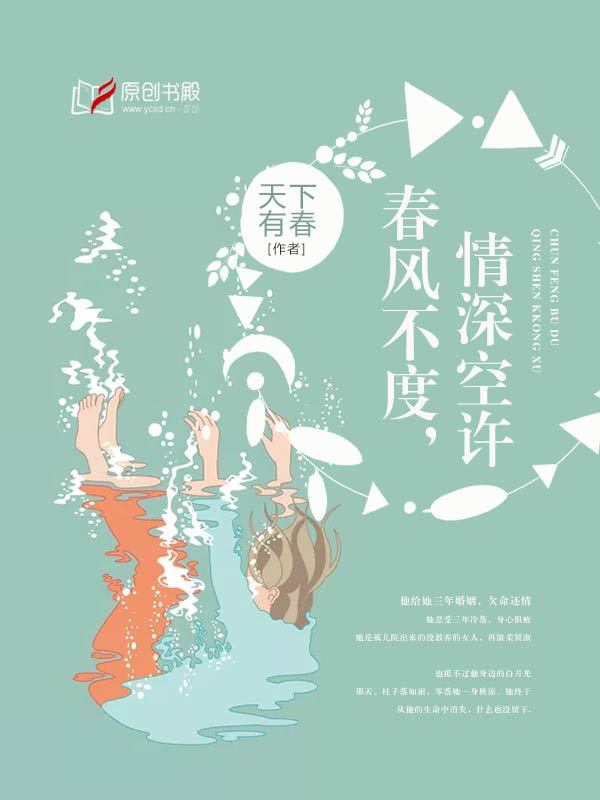 原创书殿
www.ycsd.cn·原创
天下
有春
[作者]
春风不度，
情深空许
CHUN FENG BU DU
QING SHEN KKONG XU
他给她三年婚姻，欠命还情
她忍受三年冷落，身心俱疲
她是孤儿院出来的没教养的女人，再温柔贤淑
也抵不过他身边的白月光
那天，桂子落如雨，零落她一身秋凉。她终于
从他的生命中消失，什么也没留下。